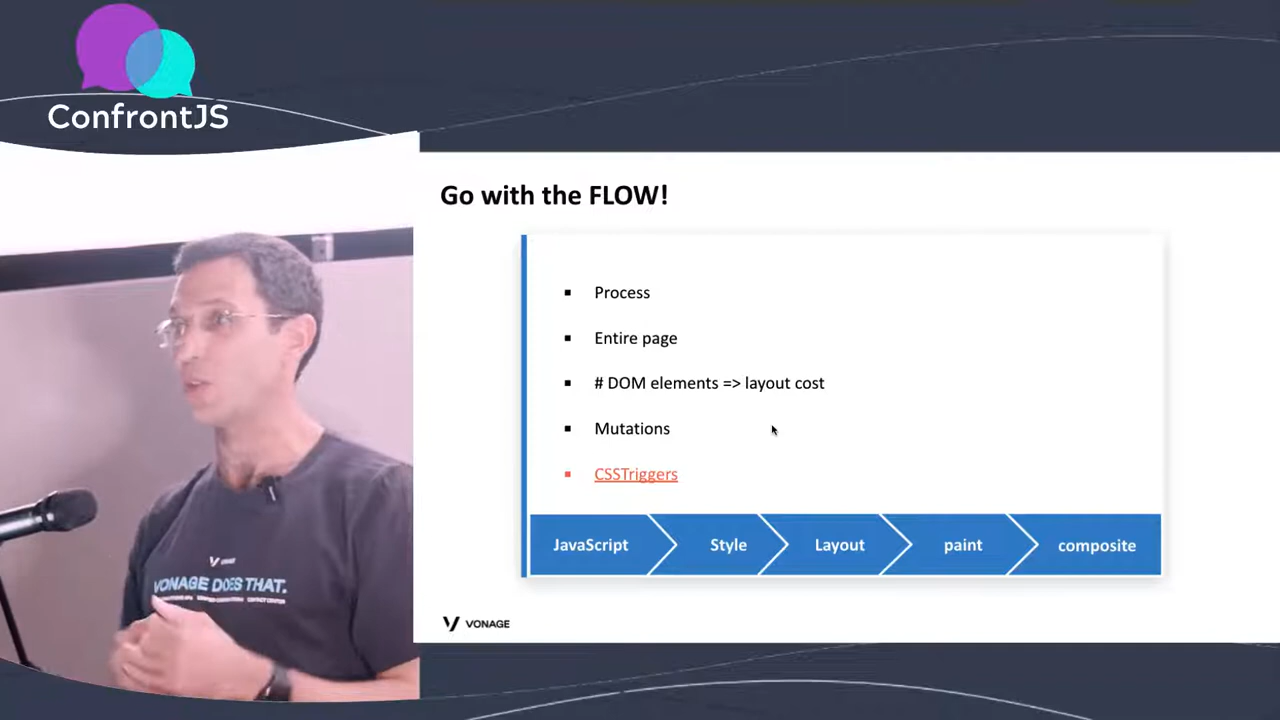 ConfrontJS
Go with the FLOW!
▪ Process
▪ Entire page
▪ # DOM elements => layout cost
▪ Mutations
▪ CSSTriggers
JavaScript
Style
Layout
paint
composite
VONAGE
VONAGE DOES THAT.